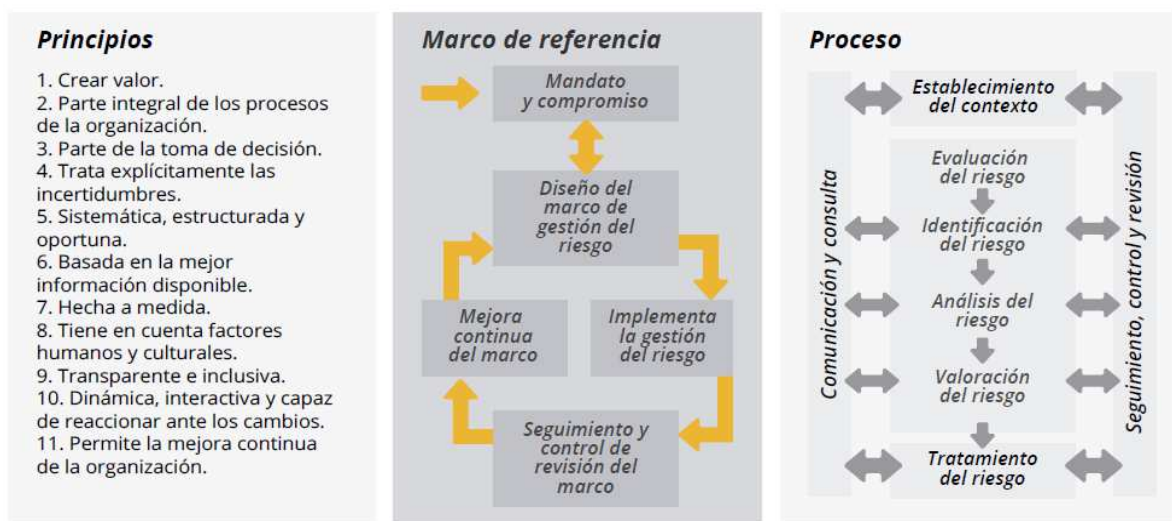 Principios
1. Crear valor.
2. Parte integral de los procesos
de la organización.
3. Parte de la toma de decisión.
4. Trata explícitamente las
incertidumbres.
5. Sistemática, estructurada y
oportuna.
6. Basada en la mejor
información disponible.
7. Hecha a medida.
8. Tiene en cuenta factores
humanos y culturales.
9. Transparente e inclusiva.
10. Dinámica, interactiva y capaz
de reaccionar ante los cambios.
11. Permite la mejora continua
de la organización.
Marco de referencia
Mandato
y compromiso
Diseño del
marco de
gestión del
riesgo
Mejora
continua
del marco
Implementa
la gestión
del riesgo
Seguimiento y
control de
revisión del
marco
Proceso
Comunicación y consulta
Establecimiento
del contexto
Evaluación
del riesgo
Identificación
del riesgo
Análisis del
riesgo
Valoración
del riesgo
Tratamiento
del riesgo
Seguimiento, control y revisión